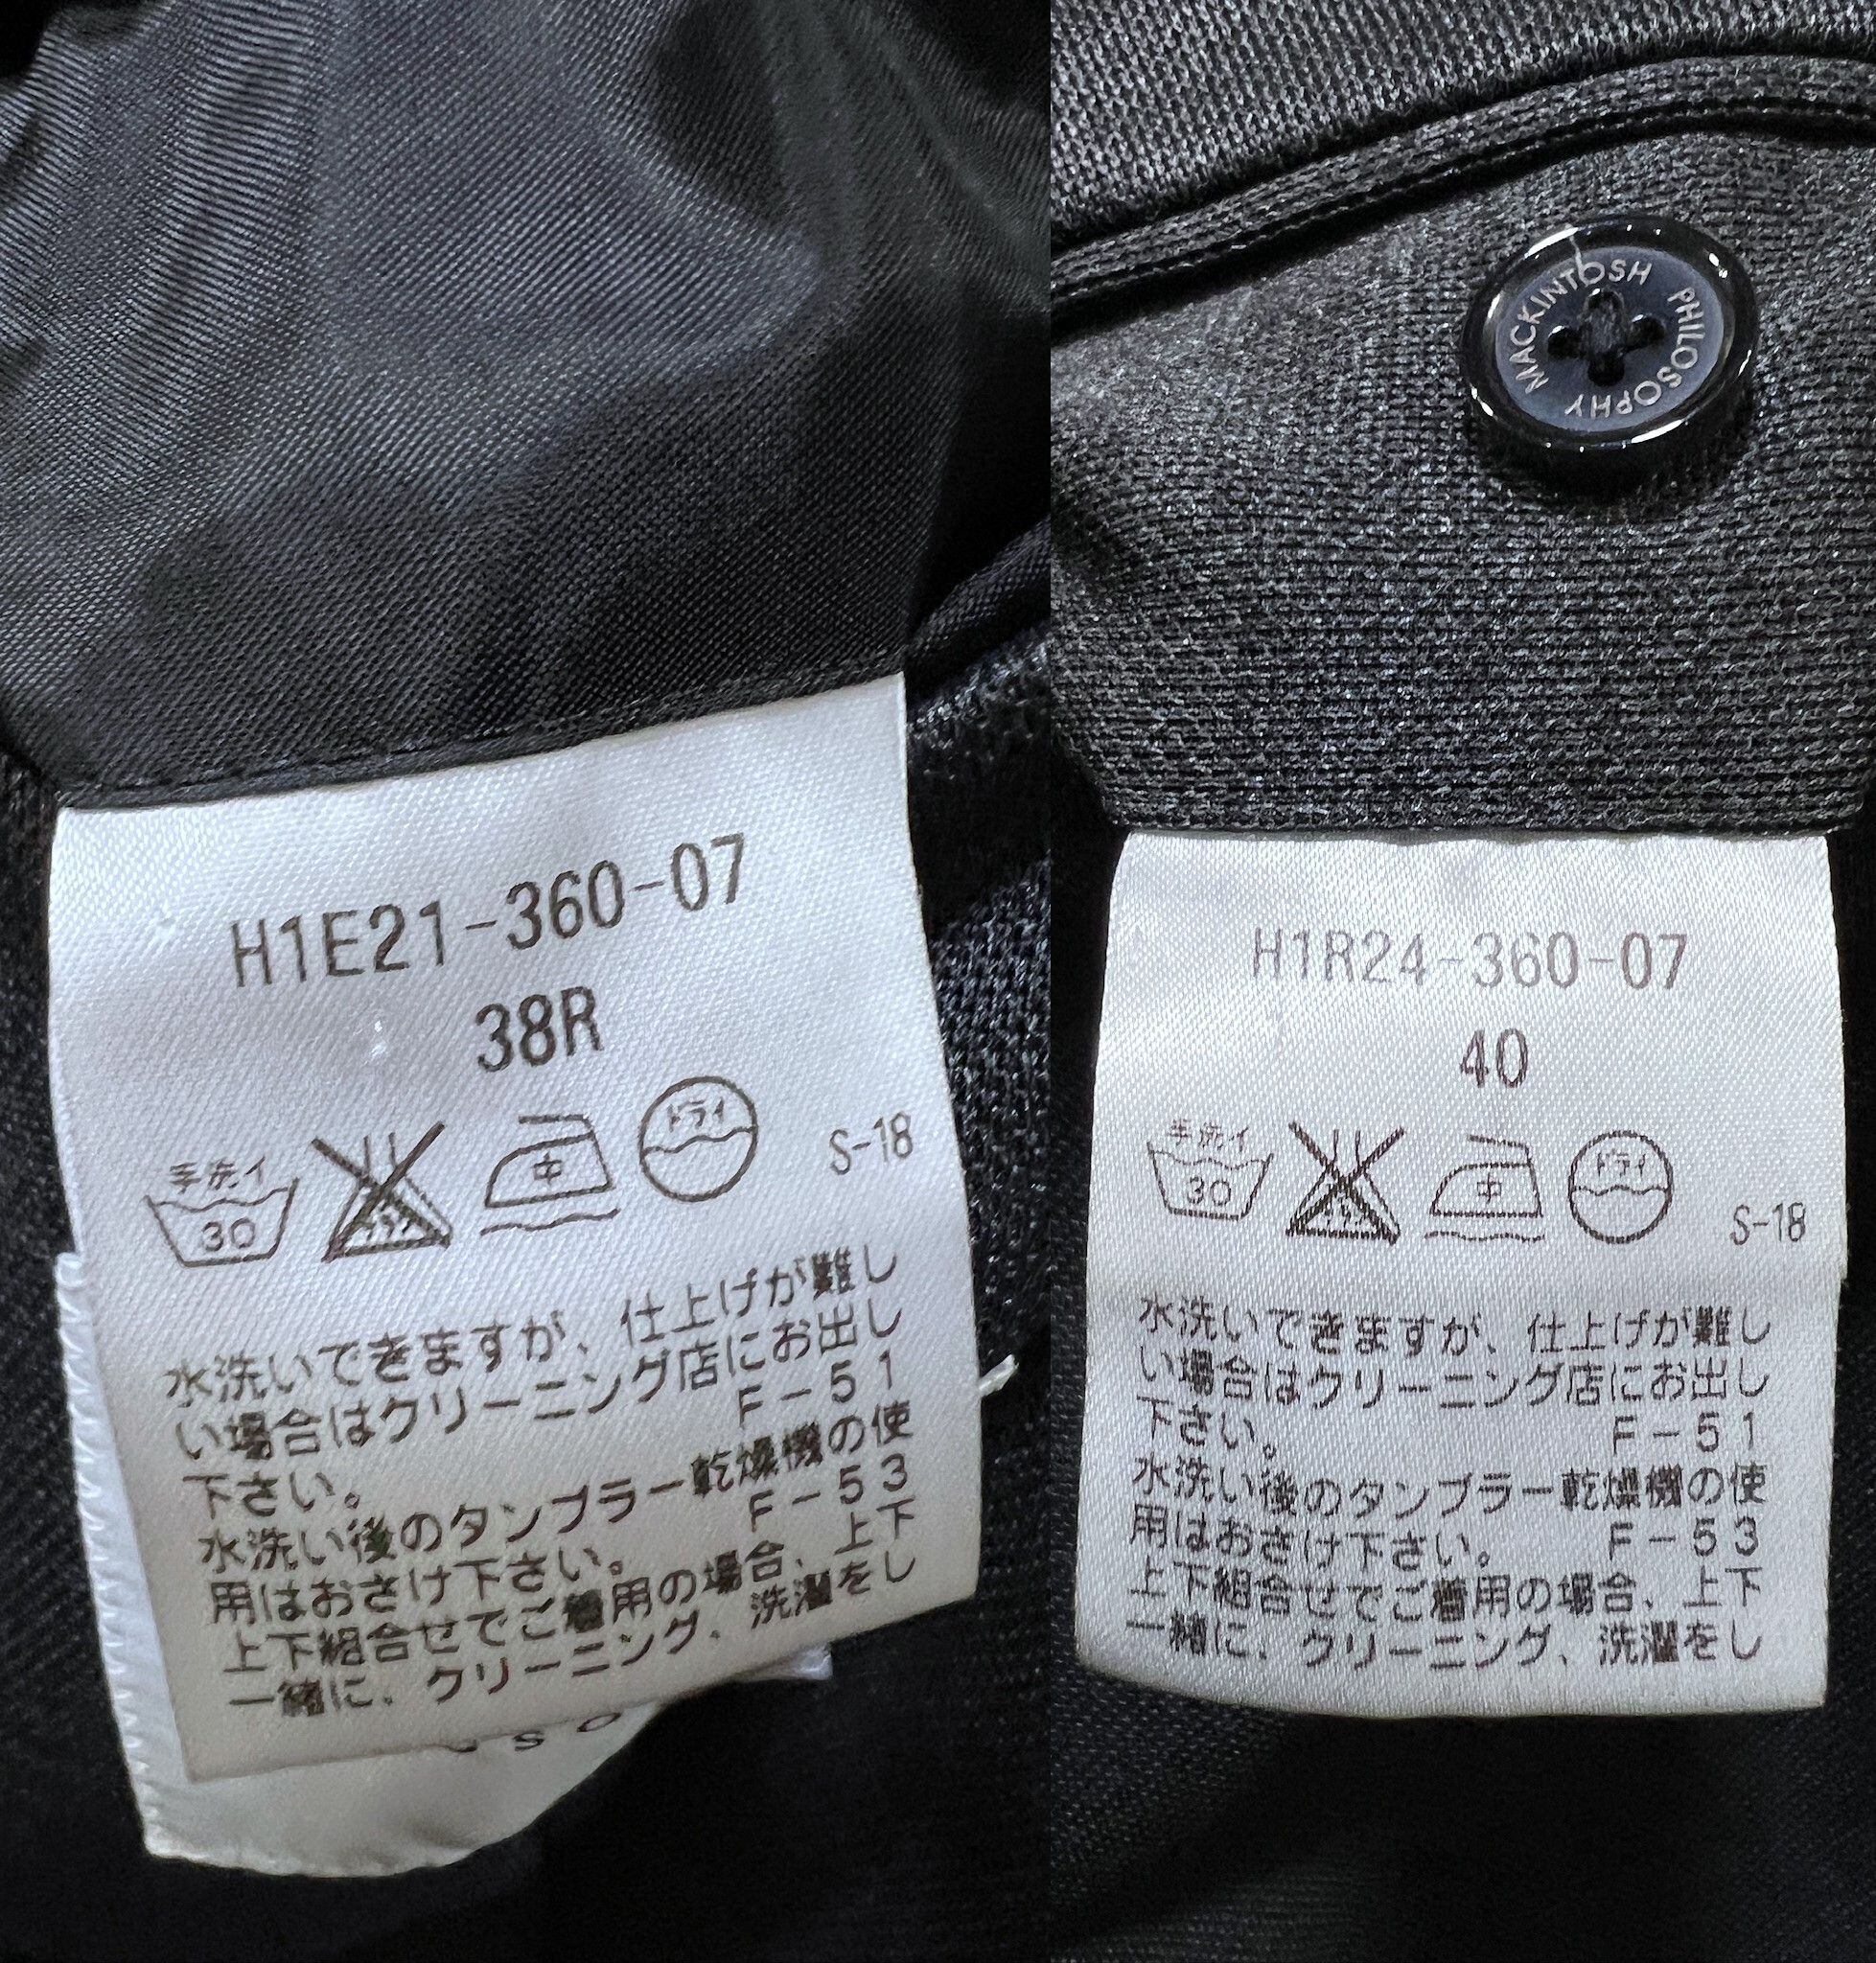 H1E21-360-07
38R
手洗イ
30
中
ドライ
S-18
水洗いできますが、仕上げが難し
い場合はクリーニング店にお出し
下さい。 F-51
水洗い後のタンブラー乾燥機の使
用はおさけ下さい。 F-53
上下組合せでご着用の場合、上下
一緒に、クリーニング、洗濯をし
MACKINTOSH PHILOSOPHY
H1R24-360-07
40
手洗イ
30
中
ドライ
S-18
水洗いできますが、仕上げが難し
い場合はクリーニング店にお出し
下さい。 F-51
水洗い後のタンブラー乾燥機の使
用はおさけ下さい。 F-53
上下組合せでご着用の場合、上下
一緒に、クリーニング、洗濯をし